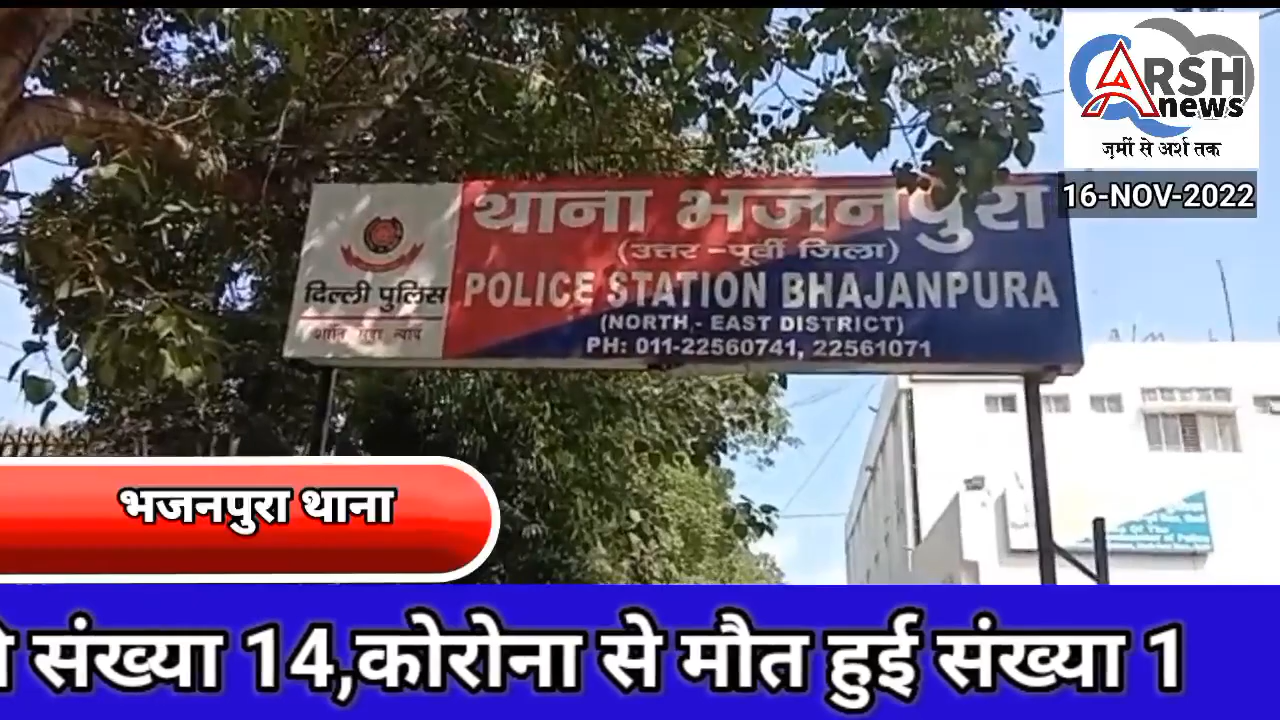 ARSH
news
ज़मीं से अर्श तक
16-NOV-2022
थाना भजनपुरा
(उत्तर -पूर्वी जिला)
POLICE STATION BHAJANPURA
(NORTH,- EAST DISTRICT)
PH: 011-22560741, 22561071
दिल्ली पुलिस
शान्ति सेवा न्याय
भजनपुरा थाना
संख्या 14,कोरोना से मौत हुई संख्या 1